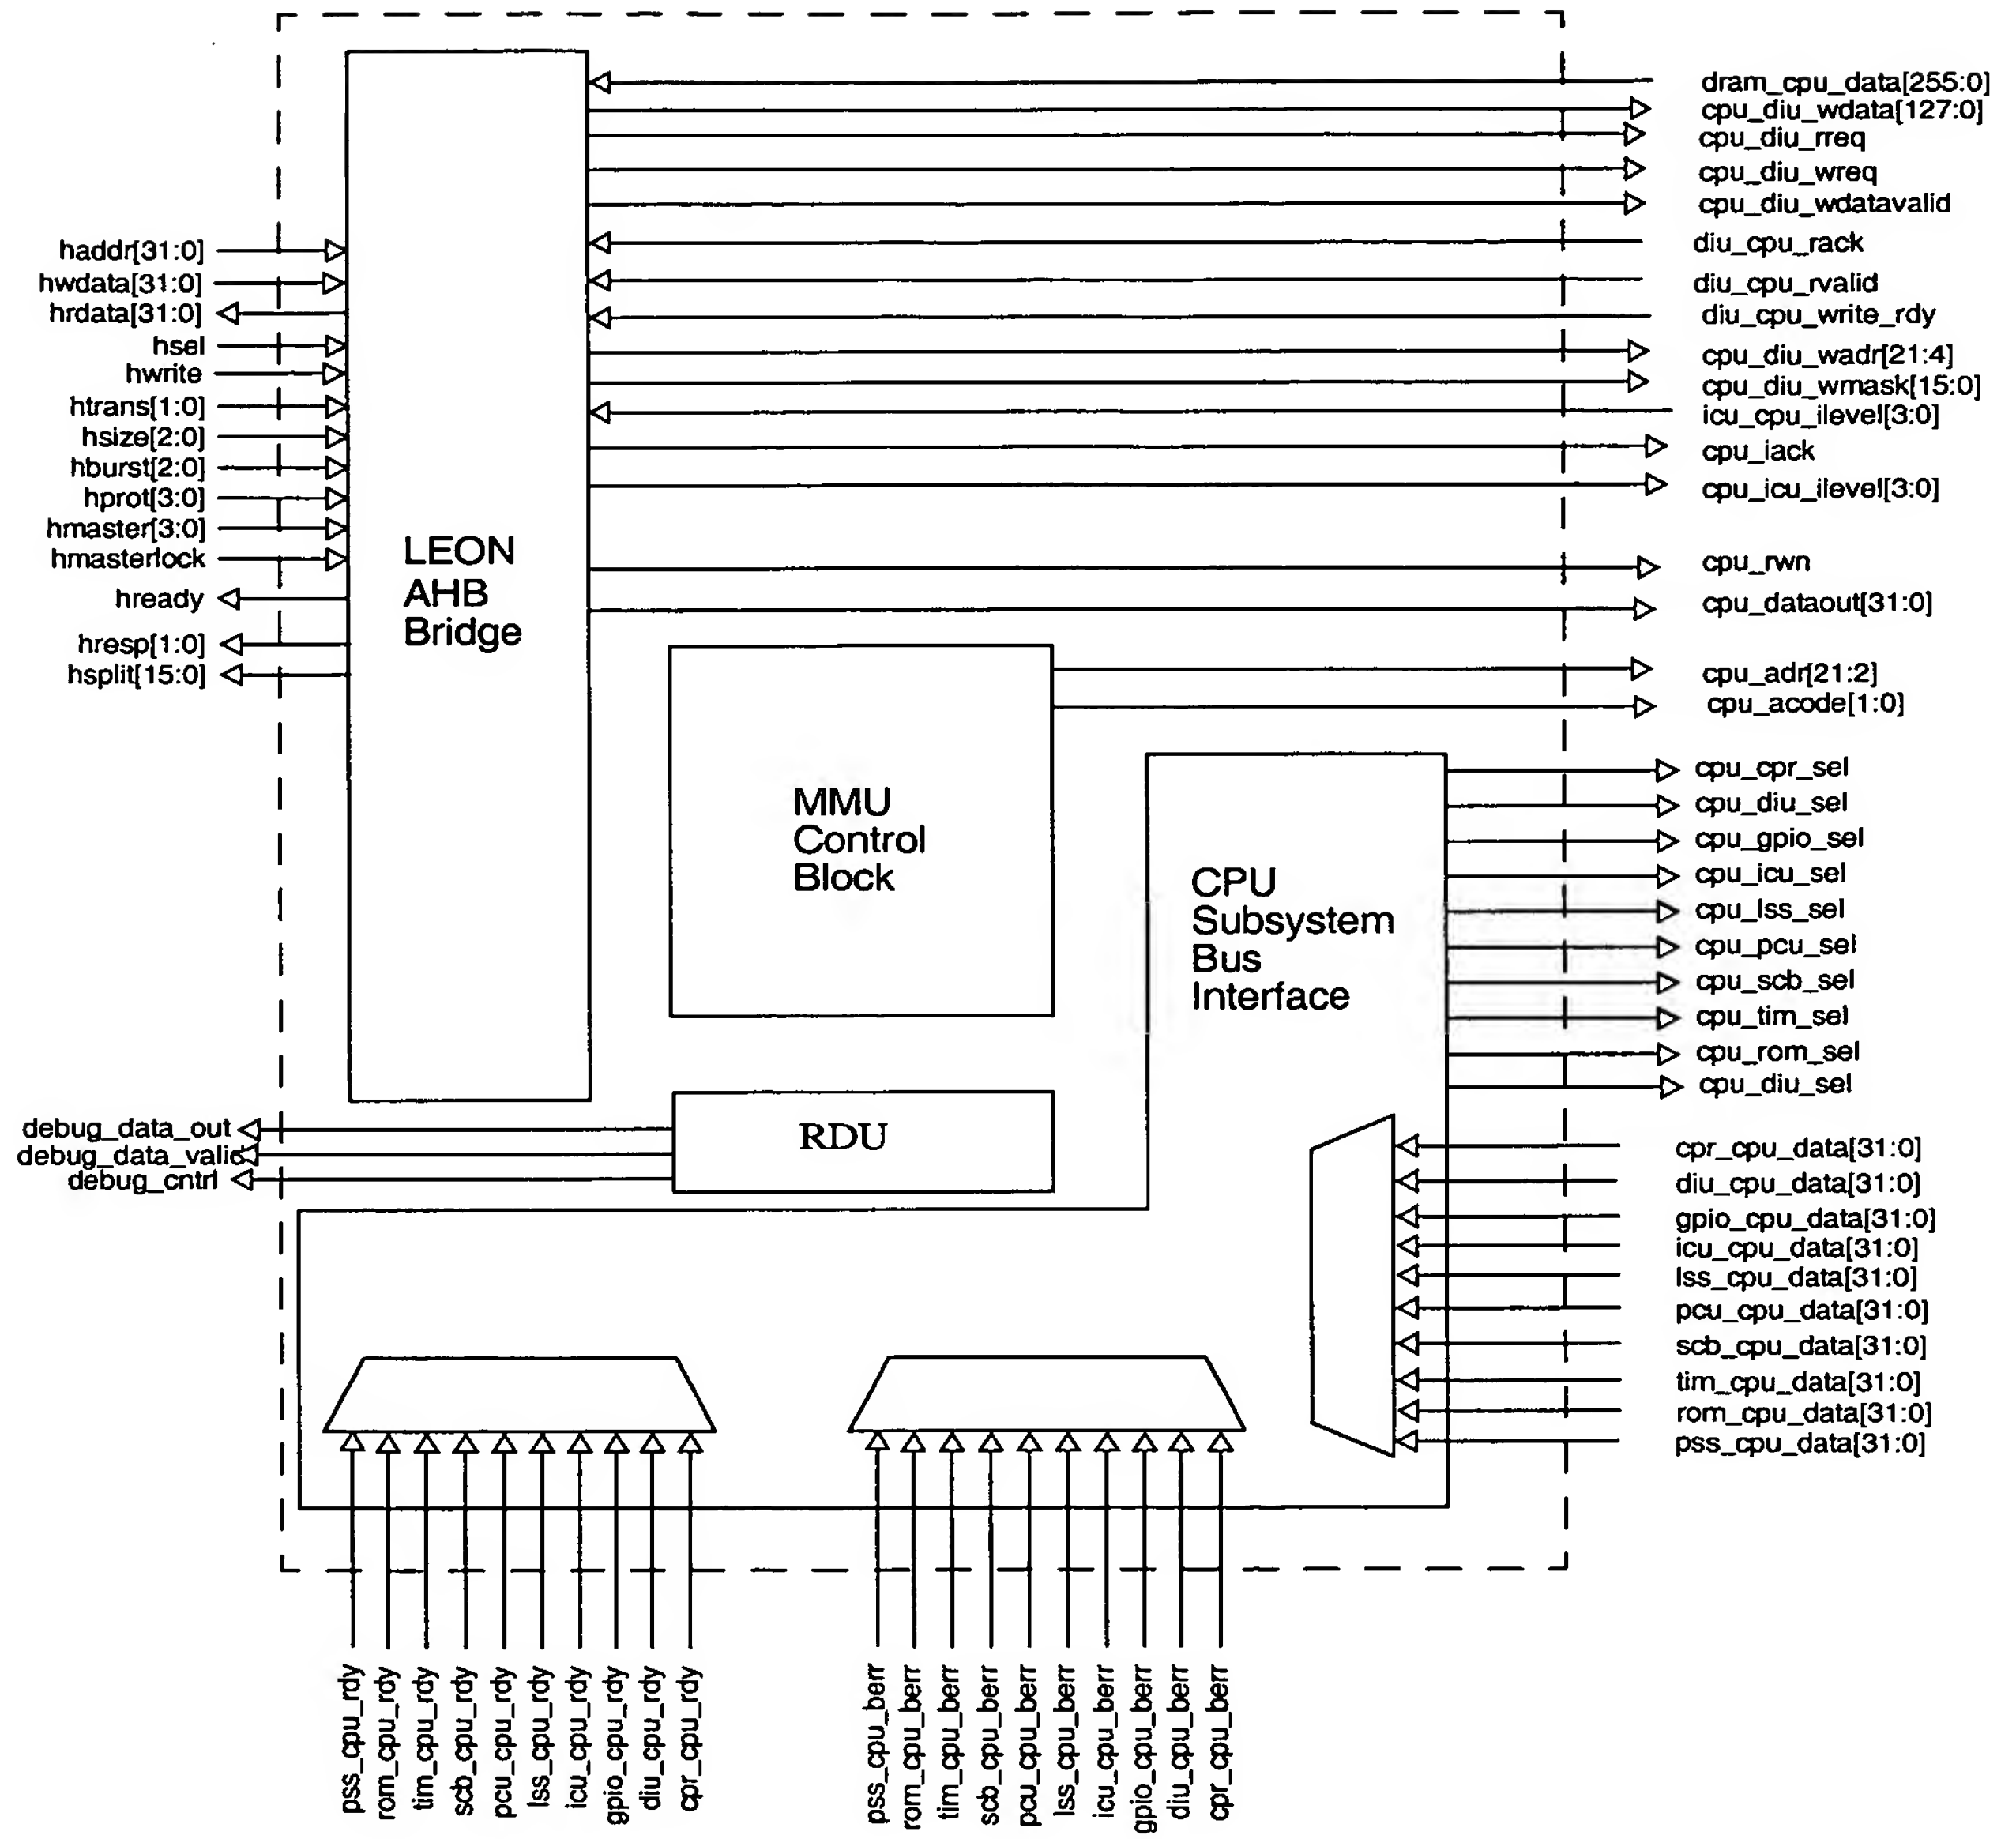 dram_cpu_data[255:0]
cpu_diu_wdata[127:0]
cpu_diu_rreq
cpu_diu_wreq
cpu_diu_wdatavalid
diu_cpu_rack
diu_cpu_rvalid
diu_cpu_write_rdy
cpu_diu_wadr[21:4]
cpu_diu_wmask[15:0]
icu_cpu_ilevel[3:0]
cpu_iack
cpu_icu_ilevel[3:0]
cpu_rwn
cpu_dataout[31:0]
cpu_adr[21:2]
cpu_acode[1:0]
haddr[31:0]
hwdata[31:0]
hrdata[31:0]
hsel
hwrite
htrans[1:0]
hsize[2:0]
hburst[2:0]
hprot[3:0]
hmaster[3:0]
hmasterlock
hready
hresp[1:0]
hsplit[15:0]
LEON
AHB
Bridge
MMU
Control
Block
CPU
Subsystem
Bus
Interface
cpu_cpr_sel
cpu_diu_sel
cpu_gpio_sel
cpu_icu_sel
cpu_lss_sel
cpu_pcu_sel
cpu_scb_sel
cpu_tim_sel
cpu_rom_sel
cpu_diu_sel
RDU
debug_data_out
debug_data_valid
debug_cntrl
cpr_cpu_data[31:0]
diu_cpu_data[31:0]
gpio_cpu_data[31:0]
icu_cpu_data[31:0]
lss_cpu_data[31:0]
pcu_cpu_data[31:0]
scb_cpu_data[31:0]
tim_cpu_data[31:0]
rom_cpu_data[31:0]
pss_cpu_data[31:0]
pss_cpu_rdy
rom_cpu_rdy
tim_cpu_rdy
scb_cpu_rdy
pcu_cpu_rdy
lss_cpu_rdy
icu_cpu_rdy
gpio_cpu_rdy
diu_cpu_rdy
cpr_cpu_rdy
pss_cpu_berr
rom_cpu_berr
tim_cpu_berr
scb_cpu_berr
pcu_cpu_berr
lss_cpu_berr
icu_cpu_berr
gpio_cpu_berr
diu_cpu_berr
cpr_cpu_berr